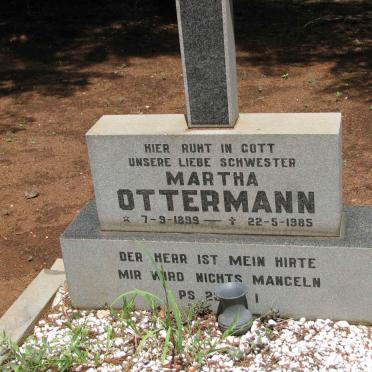 HIER RUHT IN GOTT
UNSERE LIEBE SCHWESTER
MARTHA
OTTERMANN
* 7-9-1899 — † 22-5-1985
DER HERR IST MEIN HIRTE
MIR WIRD NICHTS MANGELN
PS 1